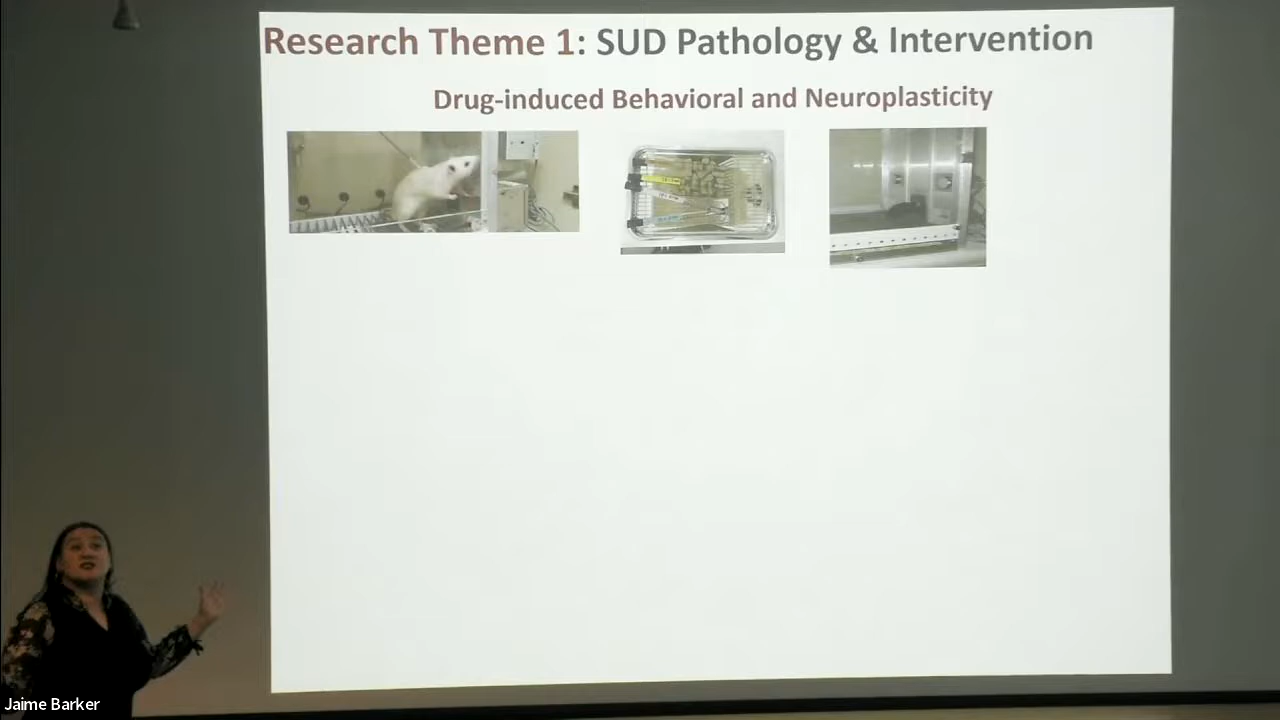 Research Theme 1: SUD Pathology & Intervention
Drug-induced Behavioral and Neuroplasticity
Jaime Barker